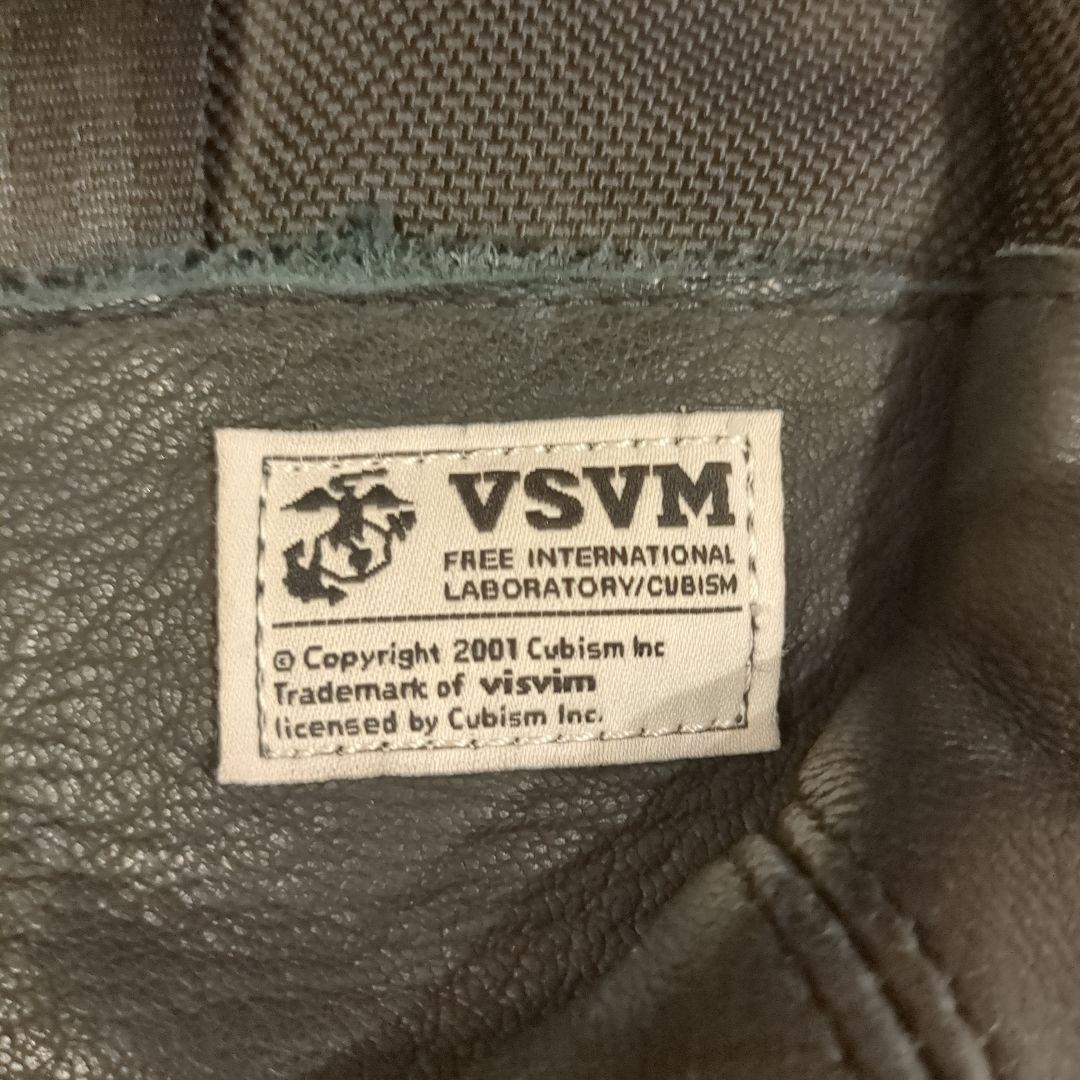 VSVM
FREE INTERNATIONAL
LABORATORY/CUBISM
© Copyright 2001 Cubism Inc
Trademark of visvim
licensed by Cubism Inc.